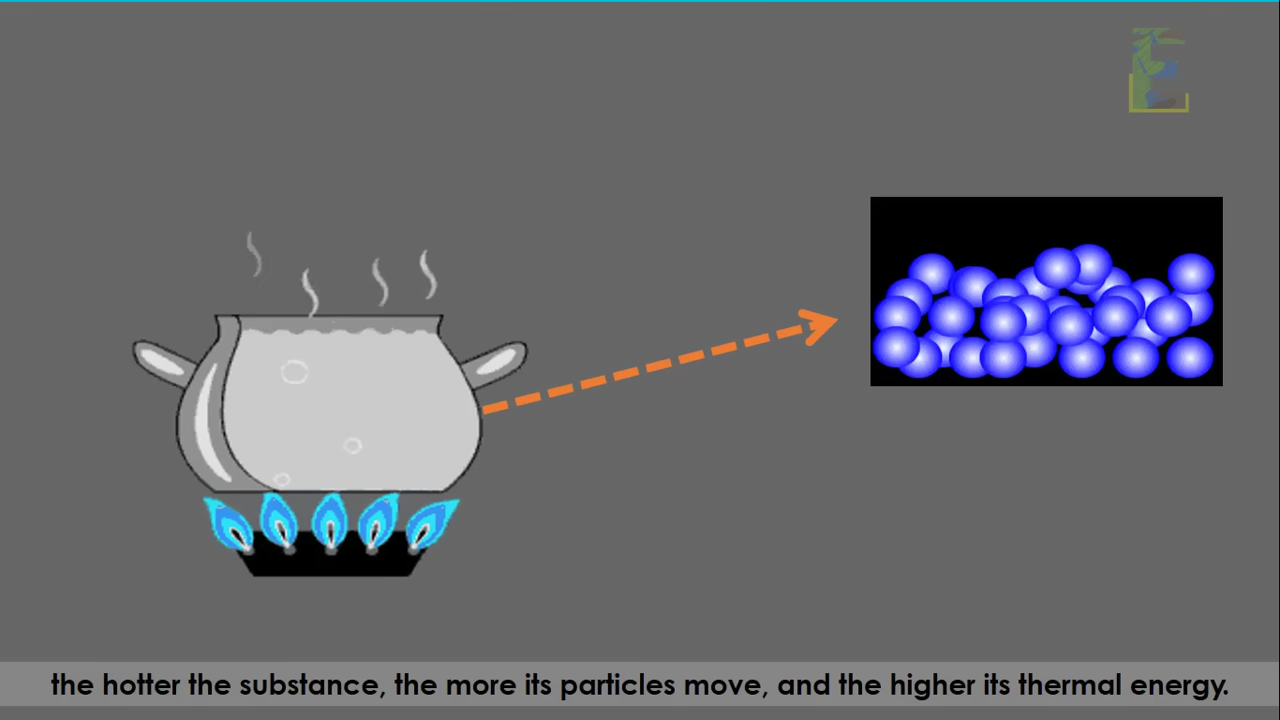 the hotter the substance, the more its particles move, and the higher its thermal energy.